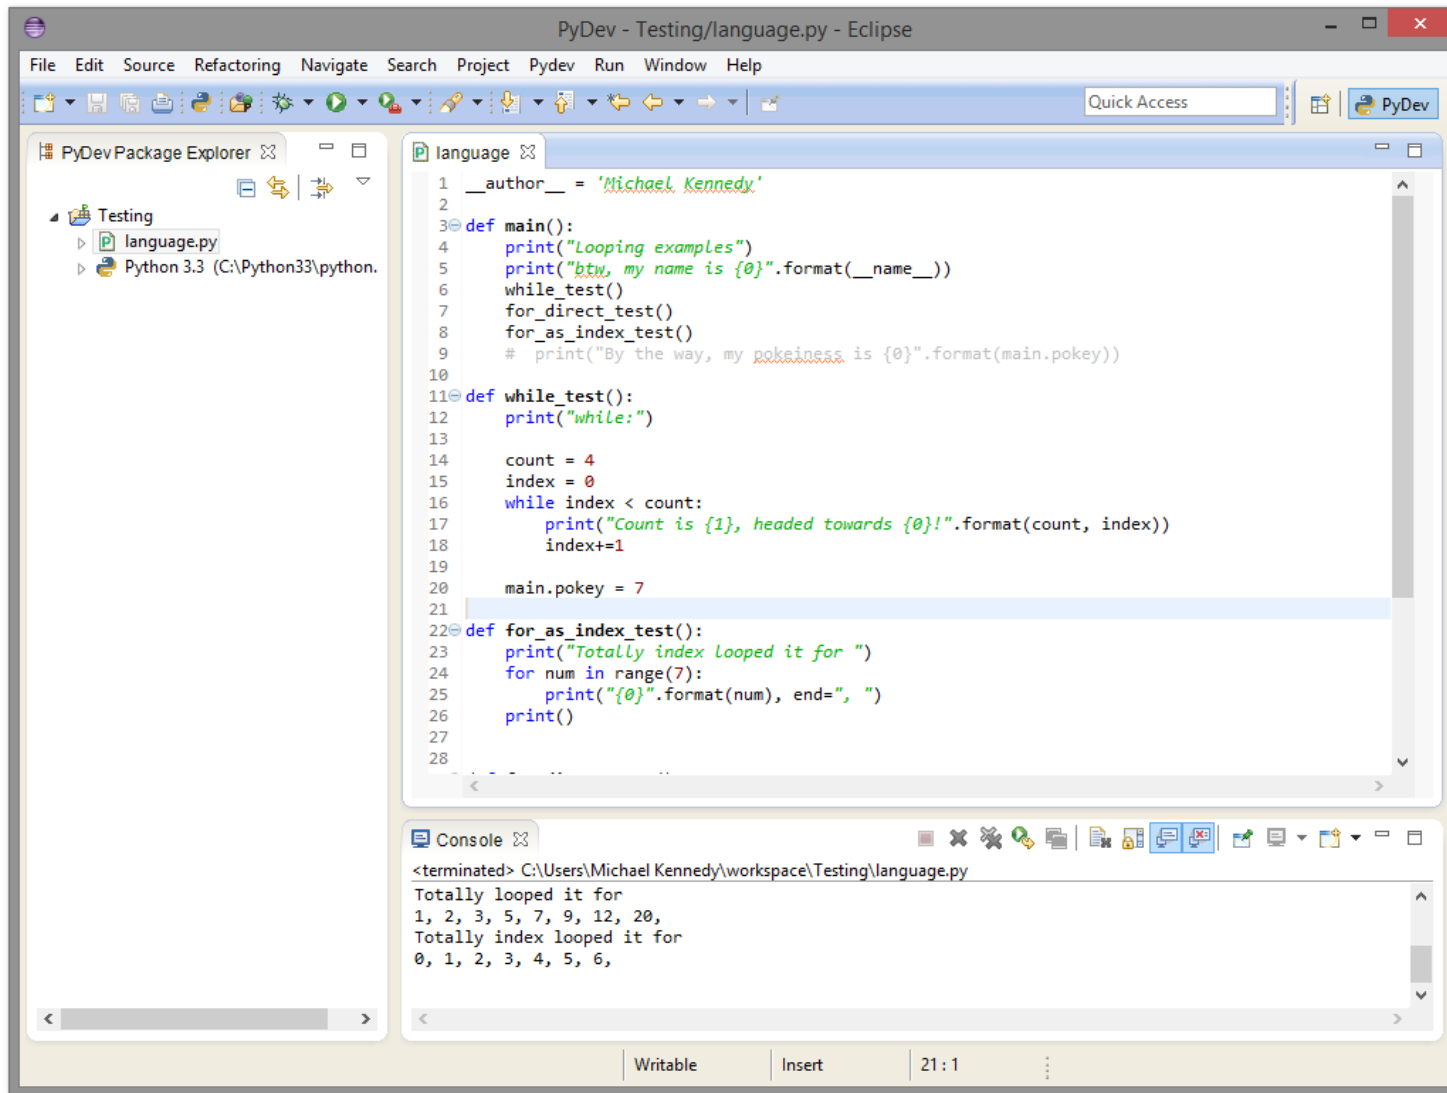 PyDev - Testing/language.py - Eclipse
File Edit Source Refactoring Navigate Search Project Pydev Run Window Help
Quick Access
PyDev
PyDev Package Explorer
Testing
language.py
Python 3.3 (C:\Python33\python.
language
1 __author__ = 'Michael Kennedy'
2
3 def main():
4     print("Looping examples")
5     print("btw, my name is {0}".format(__name__))
6     while_test()
7     for_direct_test()
8     for_as_index_test()
9     #  print("By the way, my pokeiness is {0}".format(main.pokey))
10
11 def while_test():
12     print("while:")
13
14     count = 4
15     index = 0
16     while index < count:
17         print("Count is {1}, headed towards {0}!".format(count, index))
18         index+=1
19
20     main.pokey = 7
21
22 def for_as_index_test():
23     print("Totally index looped it for ")
24     for num in range(7):
25         print("{0}".format(num), end=", ")
26     print()
27
28
Console
<terminated> C:\Users\Michael Kennedy\workspace\Testing\language.py
Totally looped it for
1, 2, 3, 5, 7, 9, 12, 20,
Totally index looped it for
0, 1, 2, 3, 4, 5, 6,
Writable Insert 21 : 1